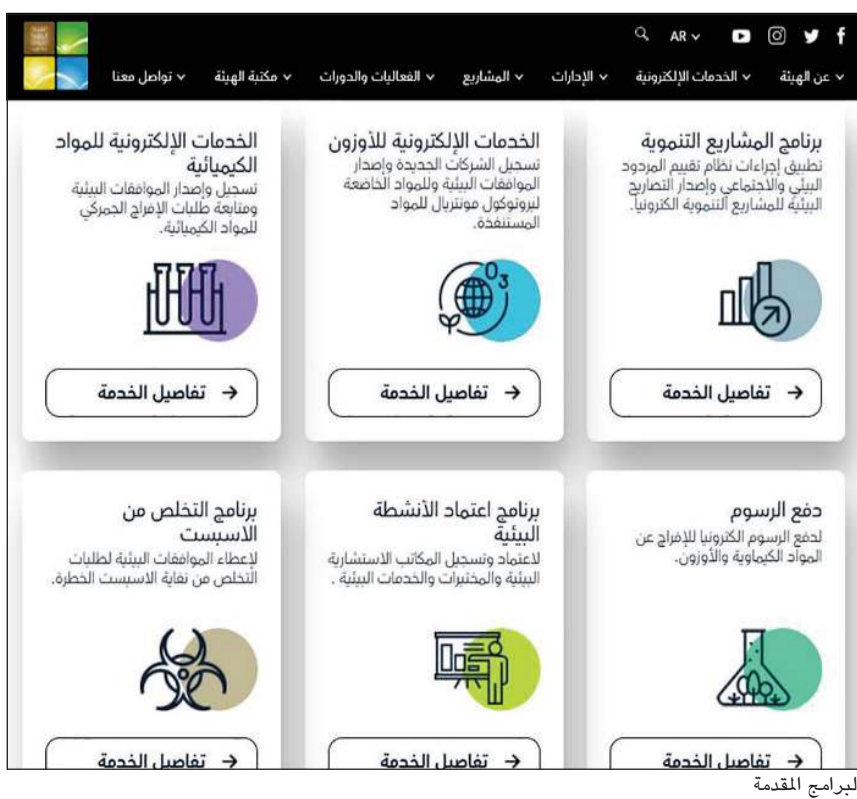 AR
عن الهيئة
الخدمات الإلكترونية
الإدارات
المشاريع
الفعاليات والدورات
مكتبة الهيئة
تواصل معنا
برنامج المشاريع التنموية
تطبيق إجراءات نظام تقييم المردود
البيئي والاجتماعي وإصدار التصاريح
البيئية للمشاريع التنموية الكترونيا.
تفاصيل الخدمة
الخدمات الإلكترونية للأوزون
تسجيل الشركات الجديدة وإصدار
الموافقات البيئية وللمواد الخاضعة
لبروتوكول مونتريال للمواد
المستنفذة.
O3
تفاصيل الخدمة
الخدمات الإلكترونية للمواد
الكيميائية
تسجيل وإصدار الموافقات البيئية
ومتابعة طلبات الإفراج الجمركي
للمواد الكيميائية.
تفاصيل الخدمة
دفع الرسوم
لدفع الرسوم الكترونيا للإفراج عن
المواد الكيماوية والأوزون.
تفاصيل الخدمة
برنامج اعتماد الأنشطة
البيئية
لاعتماد وتسجيل المكاتب الاستشارية
البيئية والمختبرات والخدمات البيئية .
تفاصيل الخدمة
برنامج التخلص من
الاسبست
لإعطاء الموافقات البيئية لطلبات
التخلص من نفاية الاسبست الخطرة.
تفاصيل الخدمة
لبرامج المقدمة